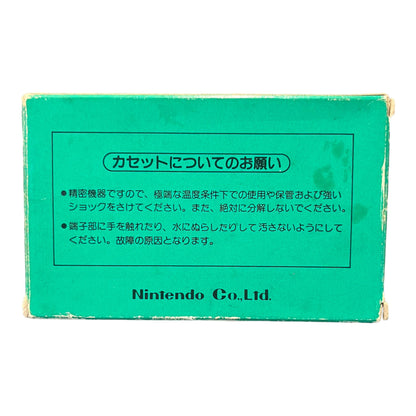 カセットについてのお願い
●精密機器ですので、極端な温度条件下での使用や保管および強い
ショックをさけてください。また、絶対に分解しないでください。
●端子部に手を触れたり、水にぬらしたりして汚さないようにして
ください。故障の原因となります。
Nintendo Co.,Ltd.